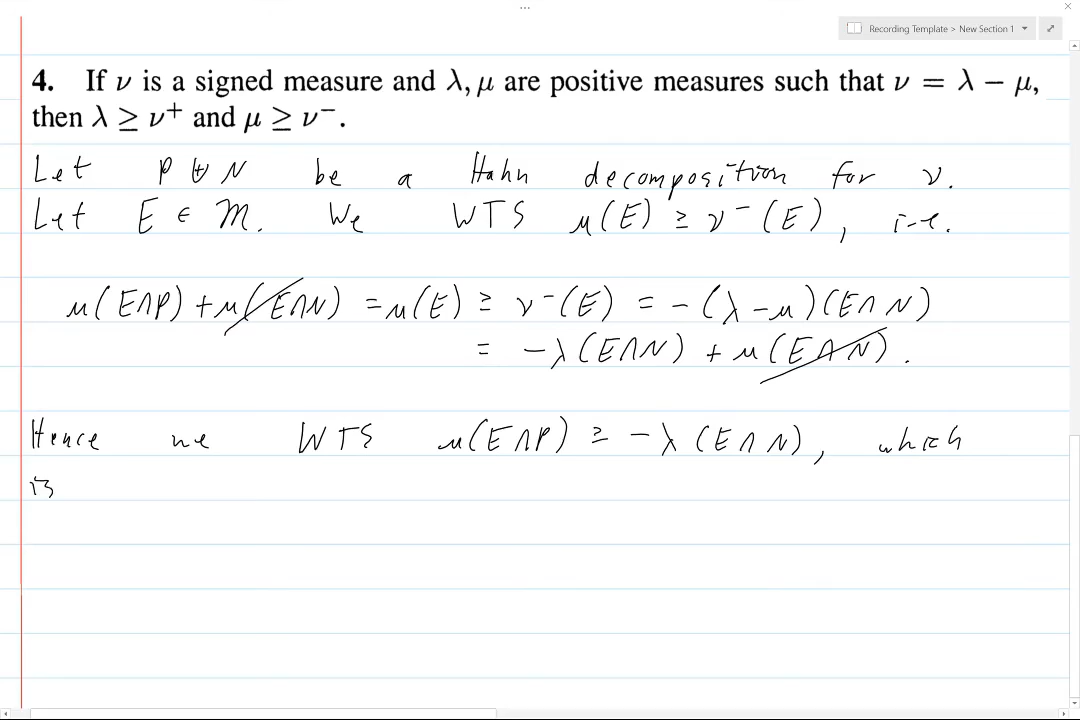 ...
Recording Template > New Section 1
4. If ν is a signed measure and λ, μ are positive measures such that ν = λ − μ,
then λ ≥ ν⁺ and μ ≥ ν⁻.
Let P ⊎ N be a Hahn decomposition for ν.
Let E ∈ M. We WTS μ(E) ≥ ν⁻(E), i.e.
μ(E∩P) + μ(E∩N) = μ(E) ≥ ν⁻(E) = −(λ−μ)(E∩N)
= −λ(E∩N) + μ(E∩N).
Hence we WTS μ(E∩P) ≥ −λ(E∩N), which
is